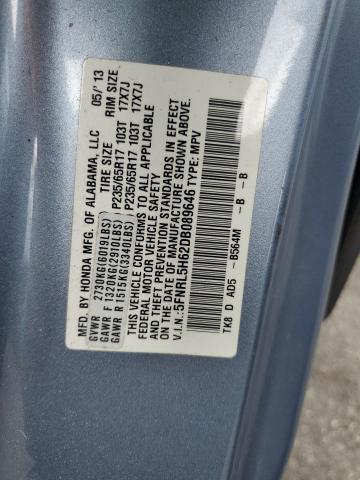 MFD. BY HONDA MFG. OF ALABAMA, LLC 05/'13
GVWR 2730KG(6019LBS) TIRE SIZE RIM SIZE
GAWR F 1320KG(2910LBS) P235/65R17 103T 17X7J
GAWR R 1515KG(3340LBS) P235/65R17 103T 17X7J
THIS VEHICLE CONFORMS TO ALL APPLICABLE
FEDERAL MOTOR VEHICLE SAFETY
AND THEFT PREVENTION STANDARDS IN EFFECT
ON THE DATE OF MANUFACTURE SHOWN ABOVE.
V.I.N.:5FNRL5H62DB089646 TYPE: MPV
TK8 D AD5 -B564M -B -B